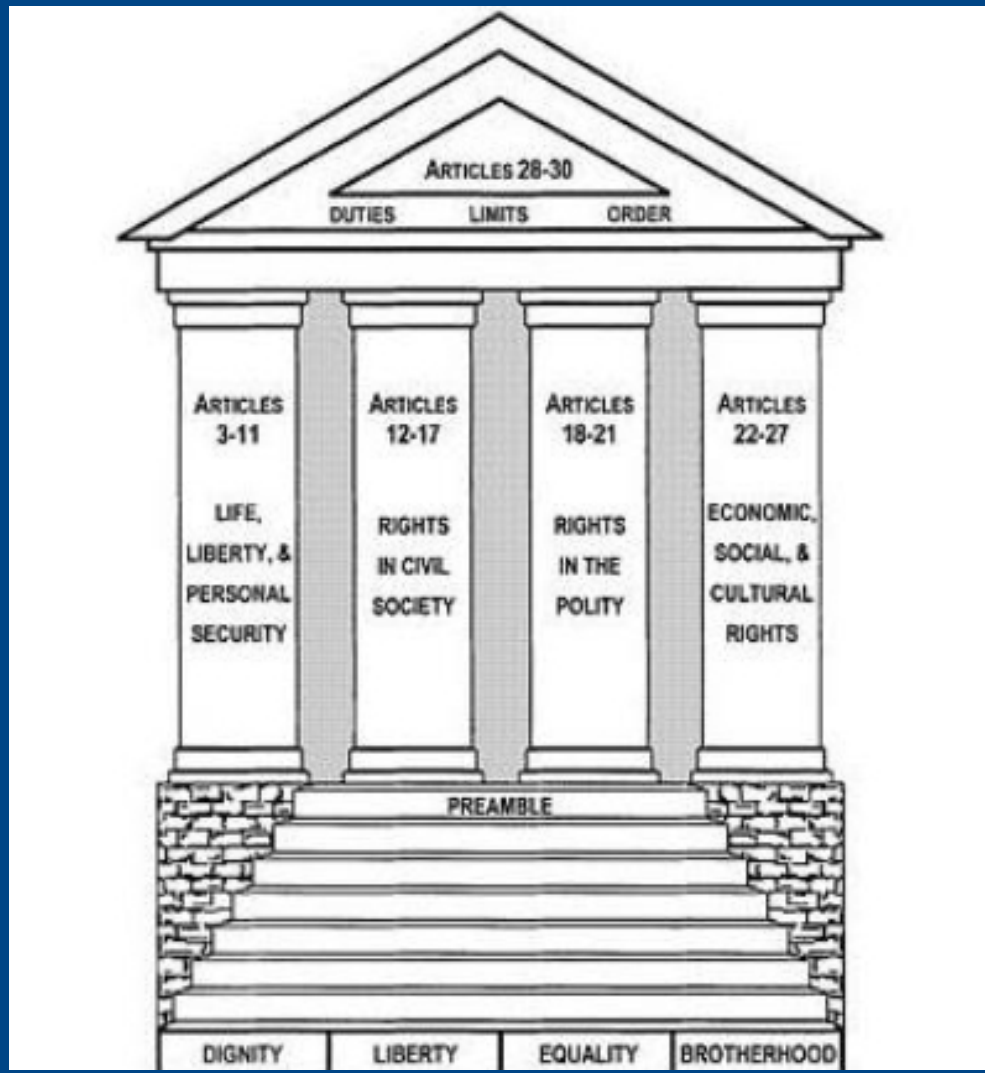 ARTICLES 28-30
DUTIES LIMITS ORDER
ARTICLES
3-11
LIFE,
LIBERTY, &
PERSONAL
SECURITY
ARTICLES
12-17
RIGHTS
IN CIVIL
SOCIETY
ARTICLES
18-21
RIGHTS
IN THE
POLITY
ARTICLES
22-27
ECONOMIC,
SOCIAL, &
CULTURAL
RIGHTS
PREAMBLE
DIGNITY LIBERTY EQUALITY BROTHERHOOD